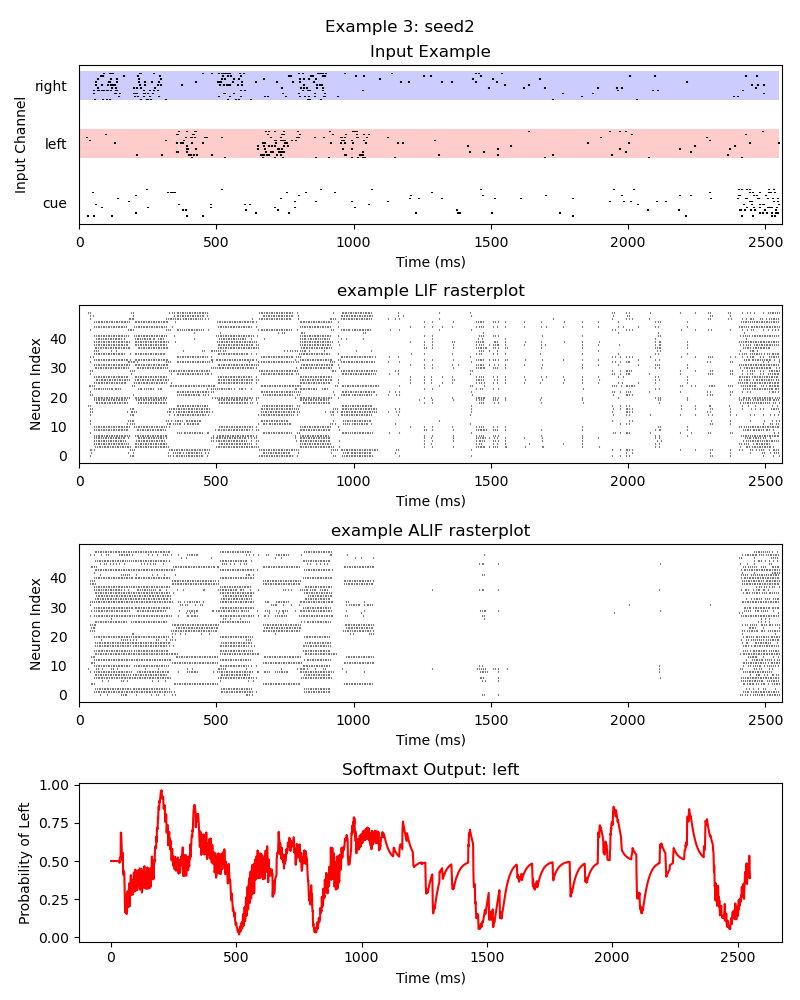 Example 3: seed2
Input Example
Input Channel
right
left
cue
0 500 1000 1500 2000 2500
Time (ms)
example LIF rasterplot
Neuron Index
40
30
20
10
0
0 500 1000 1500 2000 2500
Time (ms)
example ALIF rasterplot
Neuron Index
40
30
20
10
0
0 500 1000 1500 2000 2500
Time (ms)
Softmaxt Output: left
Probability of Left
1.00
0.75
0.50
0.25
0.00
0 500 1000 1500 2000 2500
Time (ms)